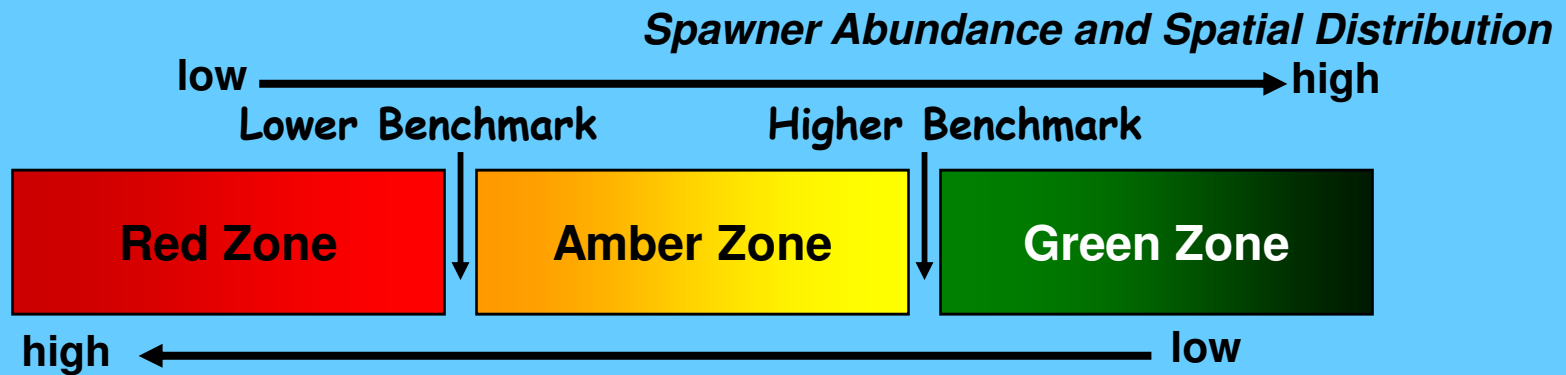 Spawner Abundance and Spatial Distribution
low high
Lower Benchmark Higher Benchmark
Red Zone Amber Zone Green Zone
high low